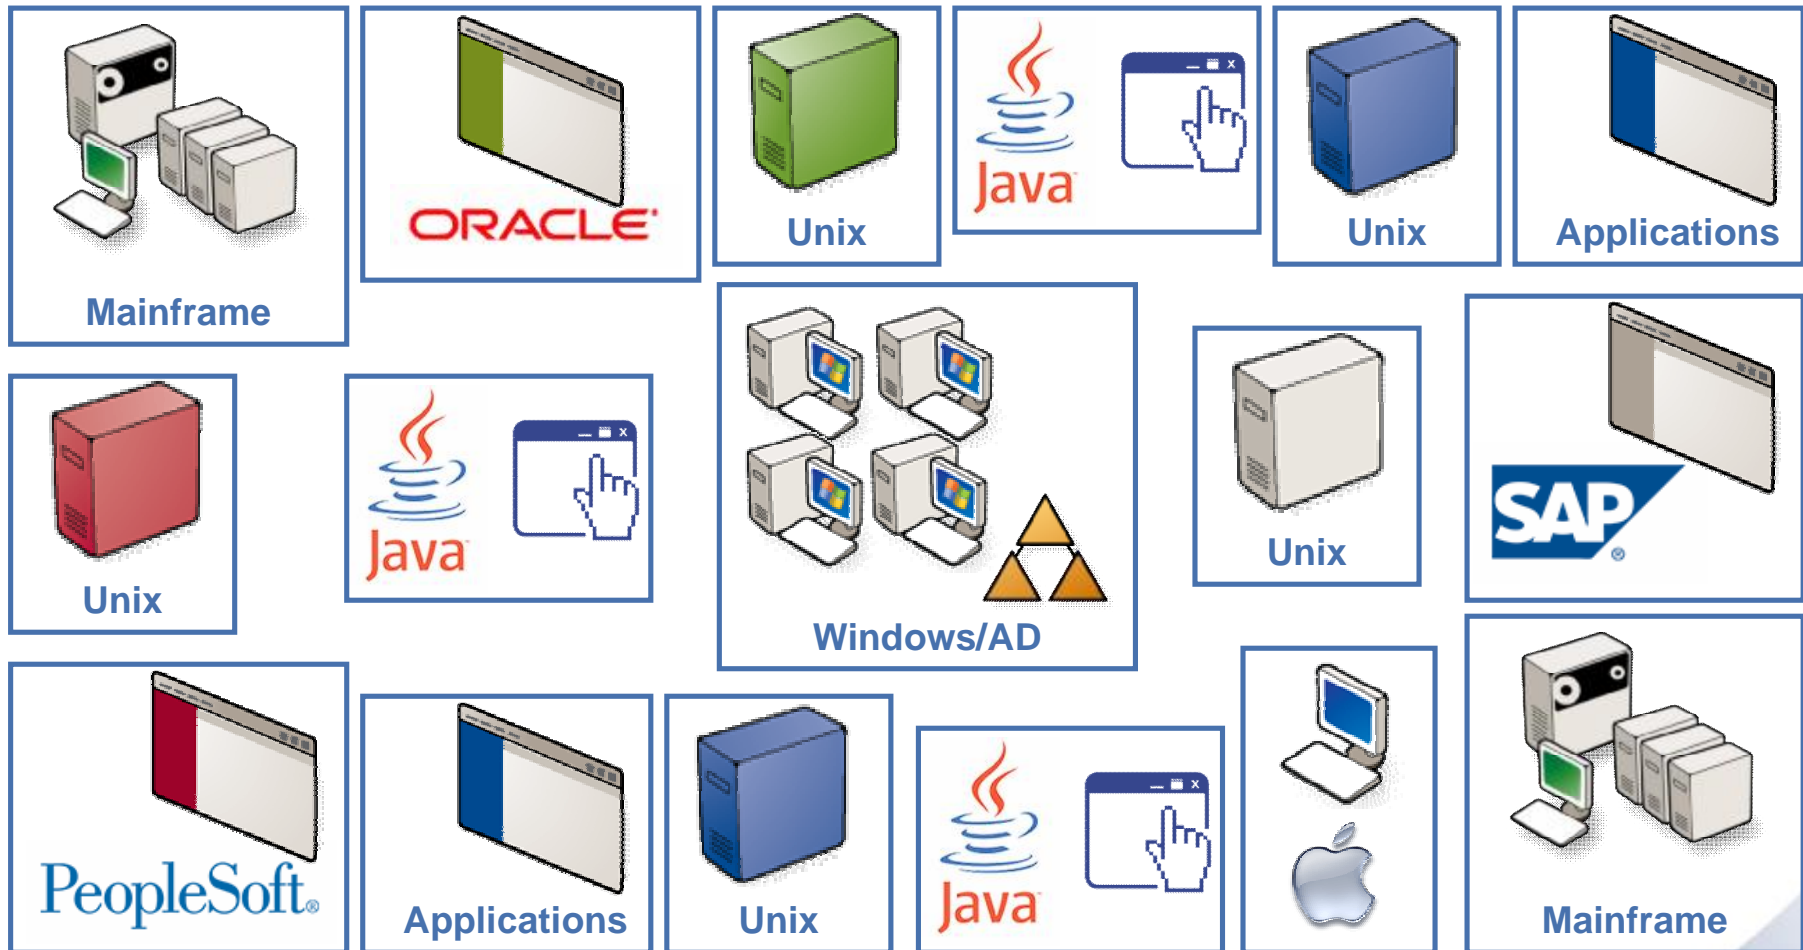 ORACLE
Unix
Java
Unix
Applications
Mainframe
Unix
Java
Windows/AD
Unix
SAP®
PeopleSoft®
Applications
Unix
Java
Mainframe